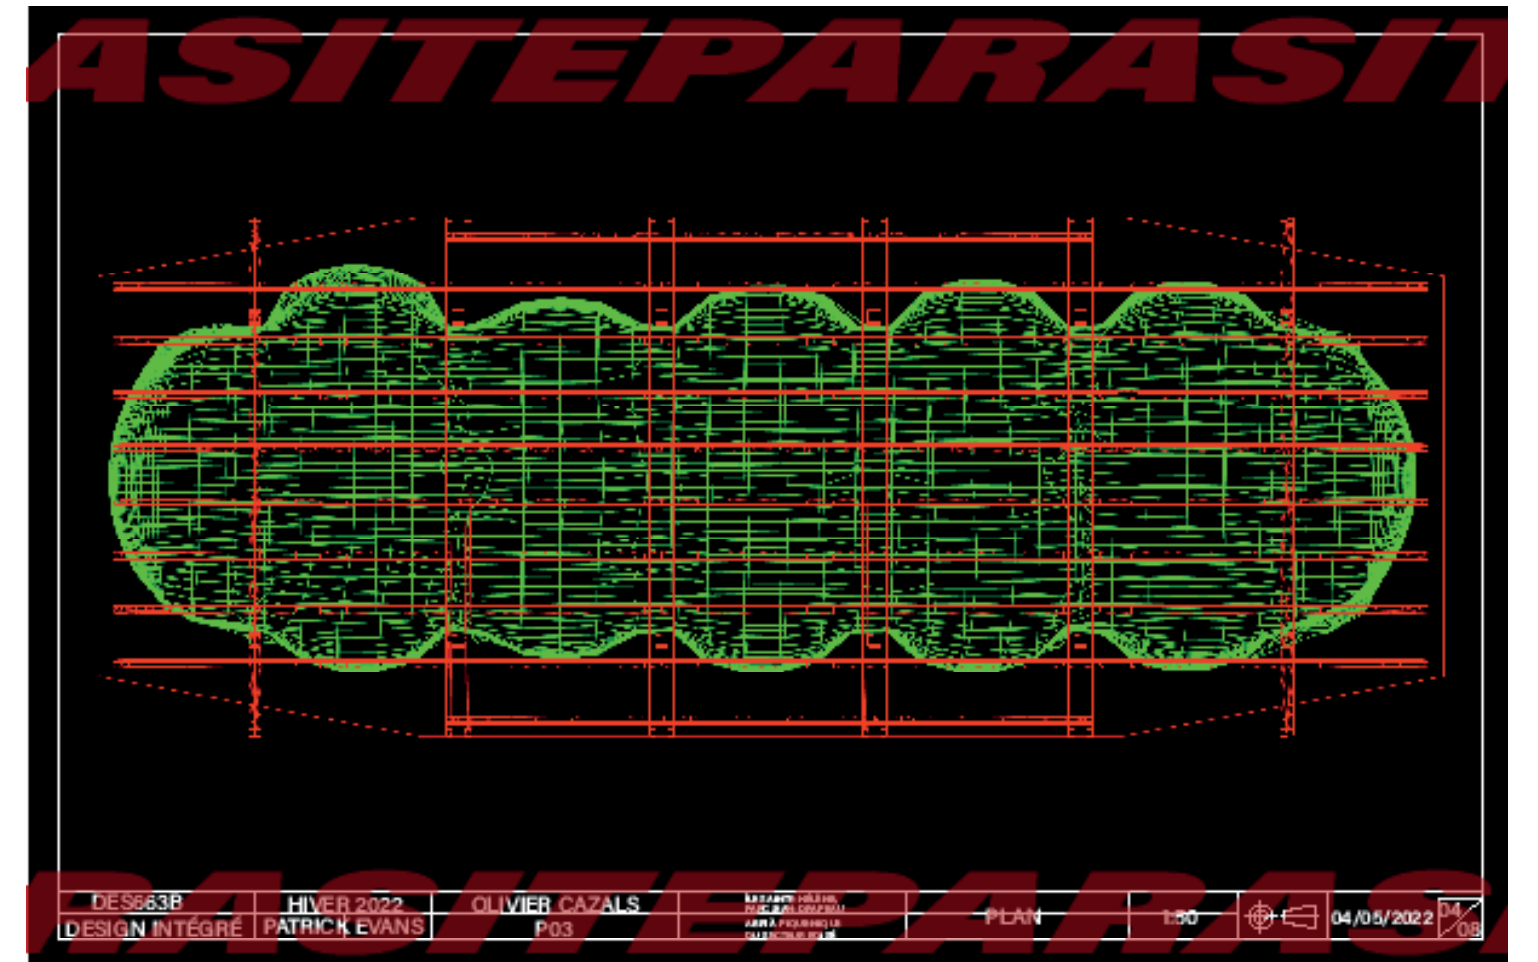 ASITEPARASIT
DES663B
DESIGN INTÉGRÉ
HIVER 2022
PATRICK EVANS
OLIVIER CAZALS
P03
PLAN
1:50
04/05/2022
04/08
PASITEPARAS